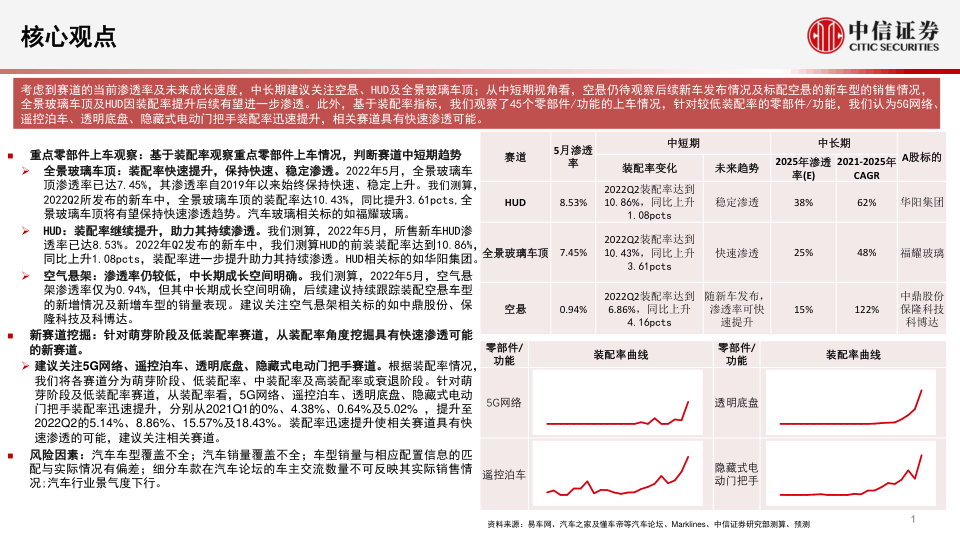 核心观点
中信证券
CITIC SECURITIES
考虑到赛道的当前渗透率及未来成长速度，中长期建议关注空悬、HUD及全景玻璃车顶；从中短期视角看，空悬仍待观察后续新车发布情况及标配空悬的新车型的销售情况，
全景玻璃车顶及HUD因装配率提升后续有望进一步渗透。此外，基于装配率指标，我们观察了45个零部件/功能的上车情况，针对较低装配率的零部件/功能，我们认为5G网络、
遥控泊车、透明底盘、隐藏式电动门把手装配率迅速提升，相关赛道具有快速渗透可能。
重点零部件上车观察：基于装配率观察重点零部件上车情况，判断赛道中短期趋势
全景玻璃车顶：装配率快速提升，保持快速、稳定渗透。2022年5月，全景玻璃车
顶渗透率已达7.45%，其渗透率自2019年以来始终保持快速、稳定上升。我们测算，
2022Q2所发布的新车中，全景玻璃车顶的装配率达10.43%，同比提升3.61pcts,全
景玻璃车顶将有望保持快速渗透趋势。汽车玻璃相关标的如福耀玻璃。
HUD：装配率继续提升，助力其持续渗透。我们测算，2022年5月，所售新车HUD渗
透率已达8.53%。2022年Q2发布的新车中，我们测算HUD的前装装配率达到10.86%，
同比上升1.08pcts，装配率进一步提升助力其持续渗透。HUD相关标的如华阳集团。
空气悬架：渗透率仍较低，中长期成长空间明确。我们测算，2022年5月，空气悬
架渗透率仅为0.94%，但其中长期成长空间明确，后续建议持续跟踪装配空悬车型
的新增情况及新增车型的销量表现。建议关注空气悬架相关标的如中鼎股份、保
隆科技及科博达。
新赛道挖掘：针对萌芽阶段及低装配率赛道，从装配率角度挖掘具有快速渗透可能
的新赛道。
建议关注5G网络、遥控泊车、透明底盘、隐藏式电动门把手赛道。根据装配率情况，
我们将各赛道分为萌芽阶段、低装配率、中装配率及高装配率或衰退阶段。针对萌
芽阶段及低装配率赛道，从装配率看，5G网络、遥控泊车、透明底盘、隐藏式电动
门把手装配率迅速提升，分别从2021Q1的0%、4.38%、0.64%及5.02% ，提升至
2022Q2的5.14%、8.86%、15.57%及18.43%。装配率迅速提升使相关赛道具有快
速渗透的可能，建议关注相关赛道。
风险因素：汽车车型覆盖不全；汽车销量覆盖不全；车型销量与相应配置信息的匹
配与实际情况有偏差；细分车款在汽车论坛的车主交流数量不可反映其实际销售情
况；汽车行业景气度下行。
赛道
5月渗透
率
中短期
中长期
A股标的
装配率变化
未来趋势
2025年渗透
率(E)
2021-2025年
CAGR
HUD
8.53%
2022Q2装配率达到
10.86%，同比上升
1.08pcts
稳定渗透
38%
62%
华阳集团
全景玻璃车顶
7.45%
2022Q2装配率达到
10.43%，同比上升
3.61pcts
快速渗透
25%
48%
福耀玻璃
空悬
0.94%
2022Q2装配率达到
6.86%，同比上升
4.16pcts
随新车发布，
渗透率可快
速提升
15%
122%
中鼎股份
保隆科技
科博达
零部件/
功能
装配率曲线
零部件/
功能
装配率曲线
5G网络
透明底盘
遥控泊车
隐藏式电
动门把手
资料来源：易车网、汽车之家及懂车帝等汽车论坛、Marklines、中信证券研究部测算、预测
1